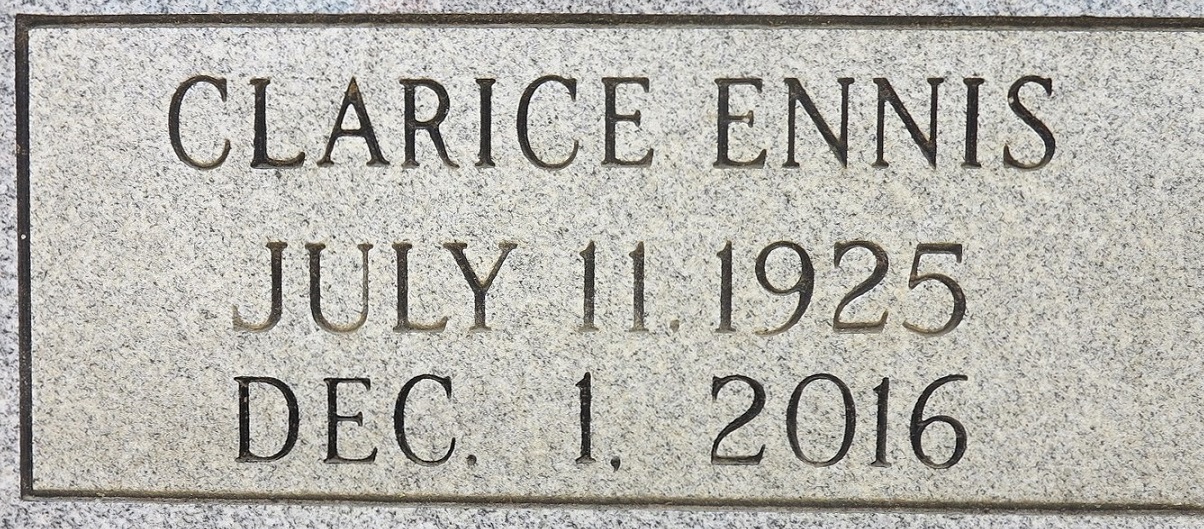 CLARICE ENNIS
JULY 11. 1925
DEC. 1, 2016